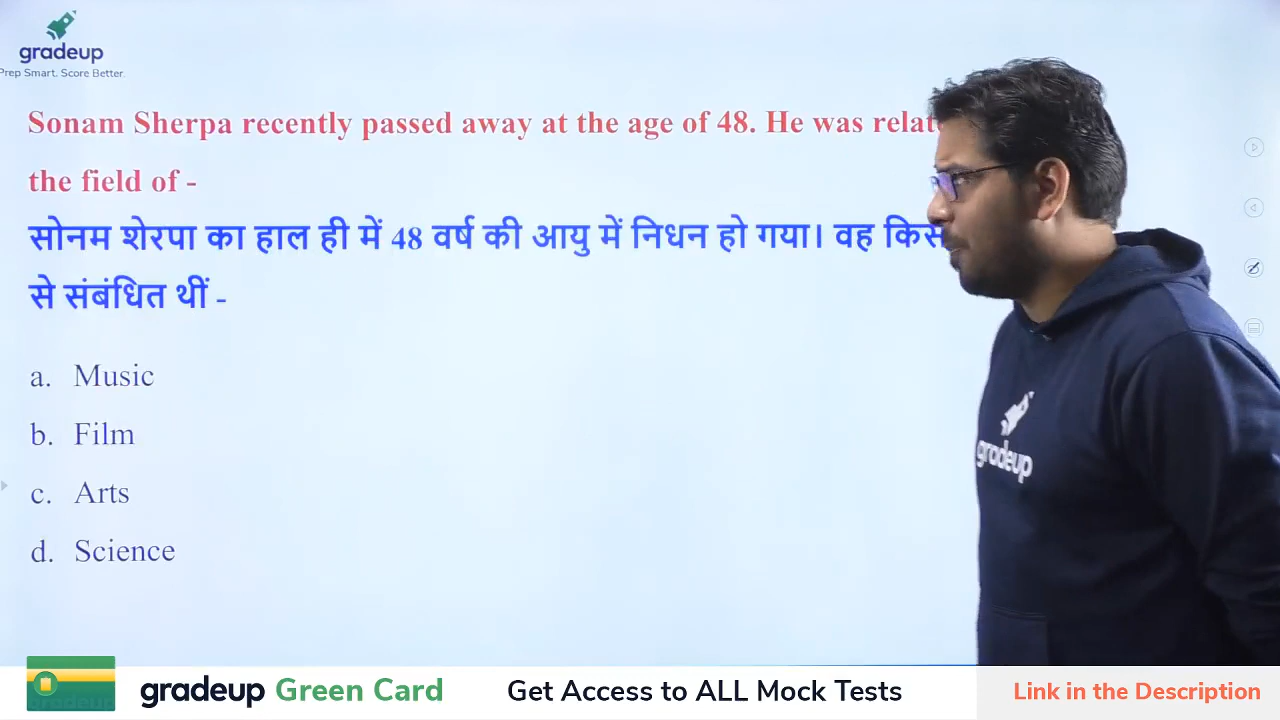 gradeup
Prep Smart. Score Better.
Sonam Sherpa recently passed away at the age of 48. He was relat
the field of -
सोनम शेरपा का हाल ही में 48 वर्ष की आयु में निधन हो गया। वह किस
से संबंधित थीं -
a. Music
b. Film
c. Arts
d. Science
gradeup
gradeup Green Card
Get Access to ALL Mock Tests
Link in the Description